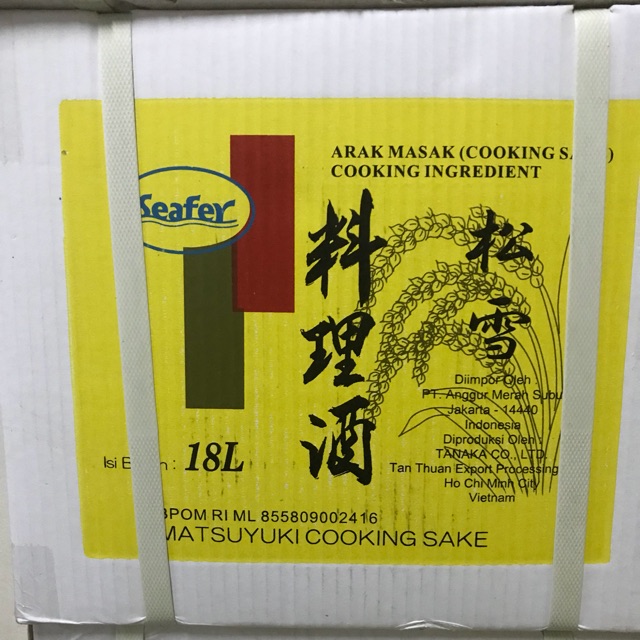 ARAK MASAK (COOKING
COOKING INGREDIENT
Seafer
料理酒
松雪
Diimpor Oleh :
PT. Anggur Merah Subu
Jakarta - 14440
Indonesia
Diproduksi Oleh :
TANAKA CO., LTD.
Tan Thuan Export Processing
Ho Chi Minh City
Vietnam
Isi : 18L
BPOM RI ML 855809002416
MATSUYUKI COOKING SAKE